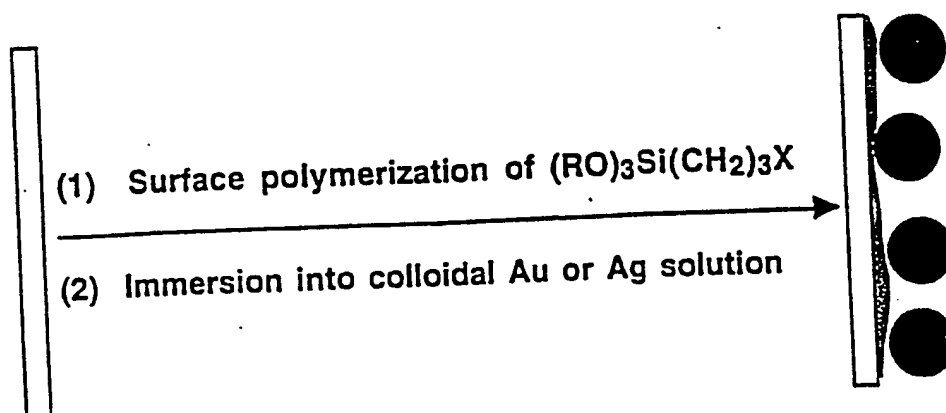 (1) Surface polymerization of (RO)3Si(CH2)3X
(2) Immersion into colloidal Au or Ag solution